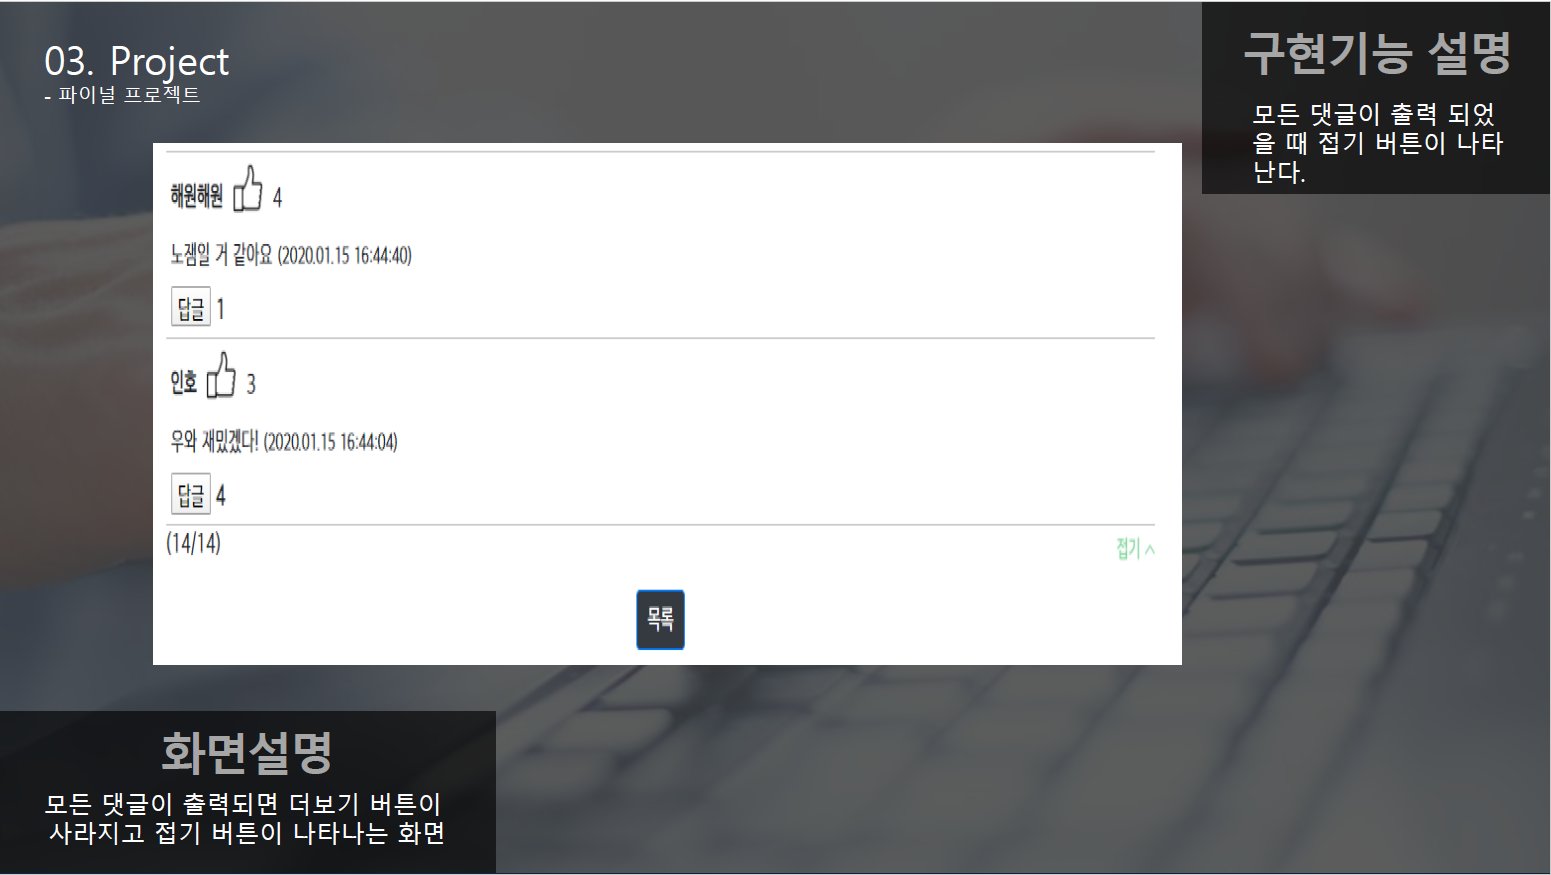 03. Project
- 파이널 프로젝트
구현기능 설명
모든 댓글이 출력 되었
을 때 접기 버튼이 나타
난다.
해원해원 4
노잼일 거 같아요 (2020.01.15 16:44:40)
답글 1
인호 3
우와 재밌겠다! (2020.01.15 16:44:04)
답글 4
(14/14)
접기 ^
목록
화면설명
모든 댓글이 출력되면 더보기 버튼이
사라지고 접기 버튼이 나타나는 화면